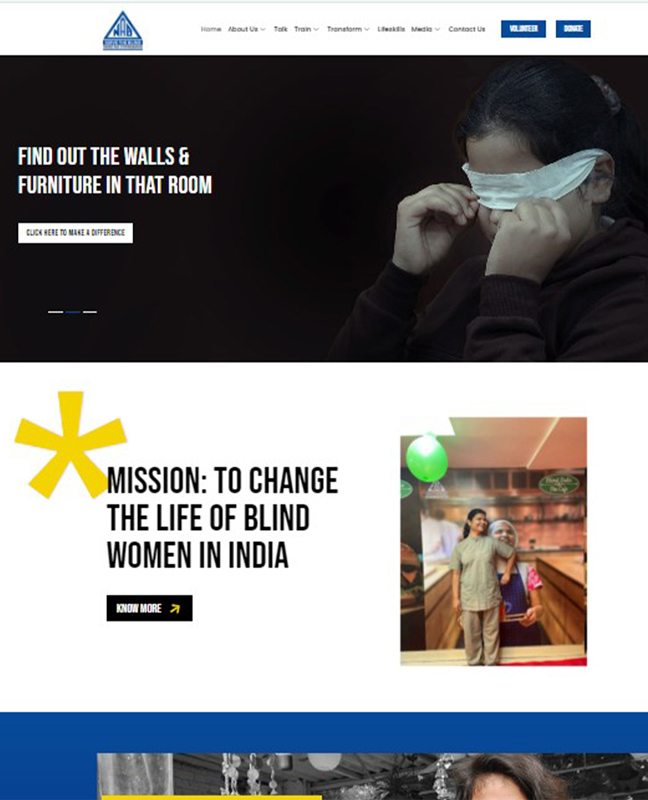 NAB
Home About Us Talk Train Transform Lifeskills Media Contact Us VOLUNTEER DONATE
FIND OUT THE WALLS &
FURNITURE IN THAT ROOM
CLICK HERE TO MAKE A DIFFERENCE
MISSION: TO CHANGE
THE LIFE OF BLIND
WOMEN IN INDIA
KNOW MORE